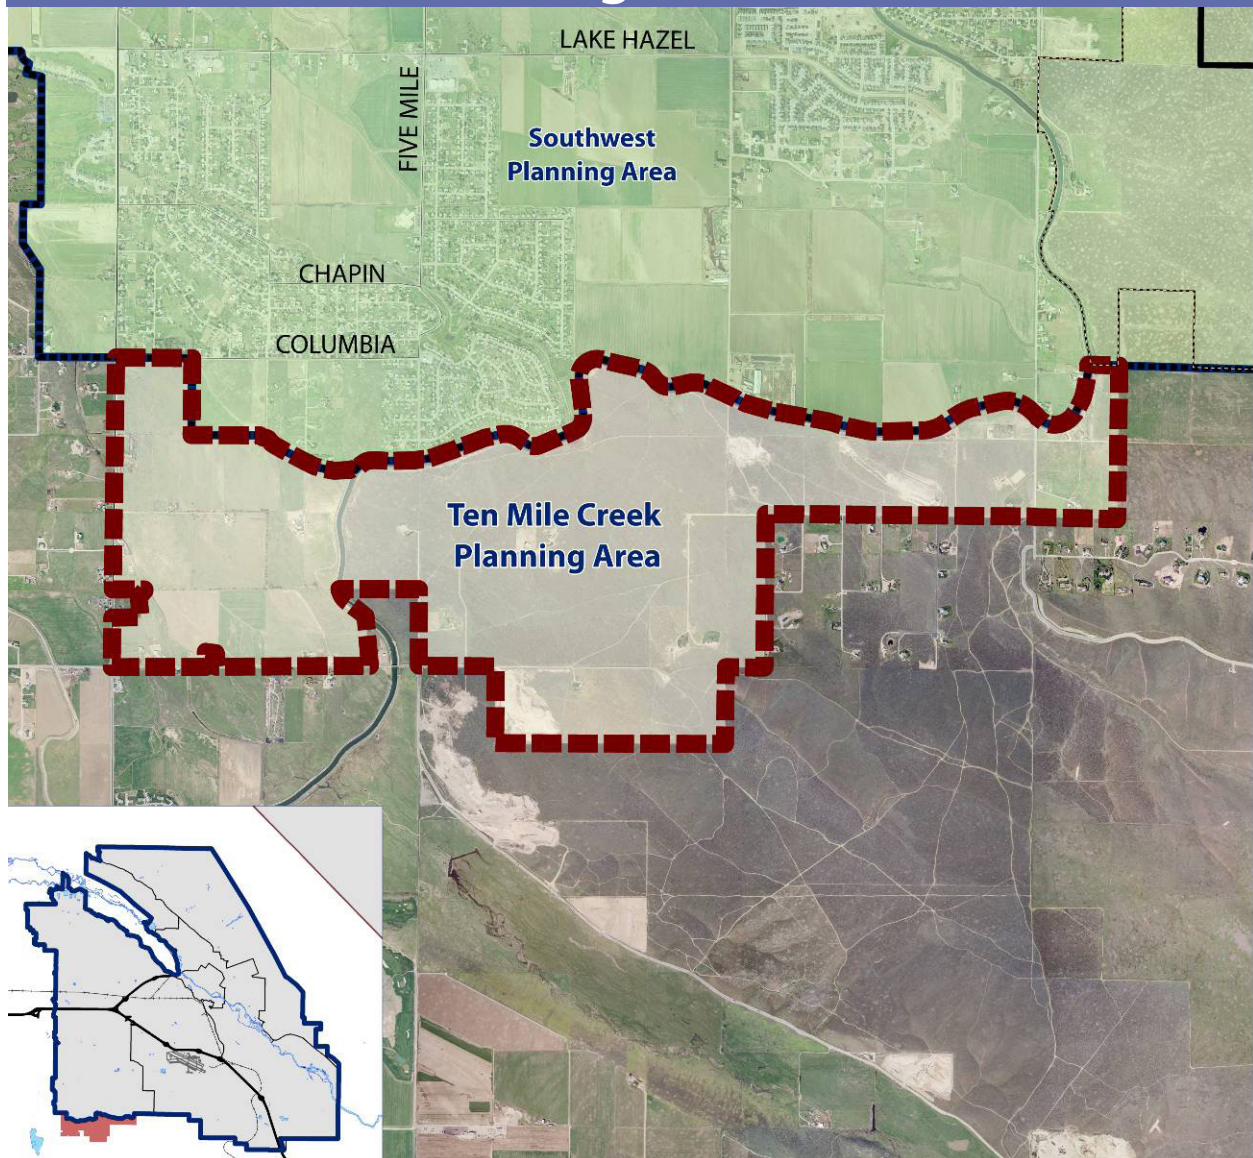 LAKE HAZEL
FIVE MILE
Southwest
Planning Area
CHAPIN
COLUMBIA
Ten Mile Creek
Planning Area